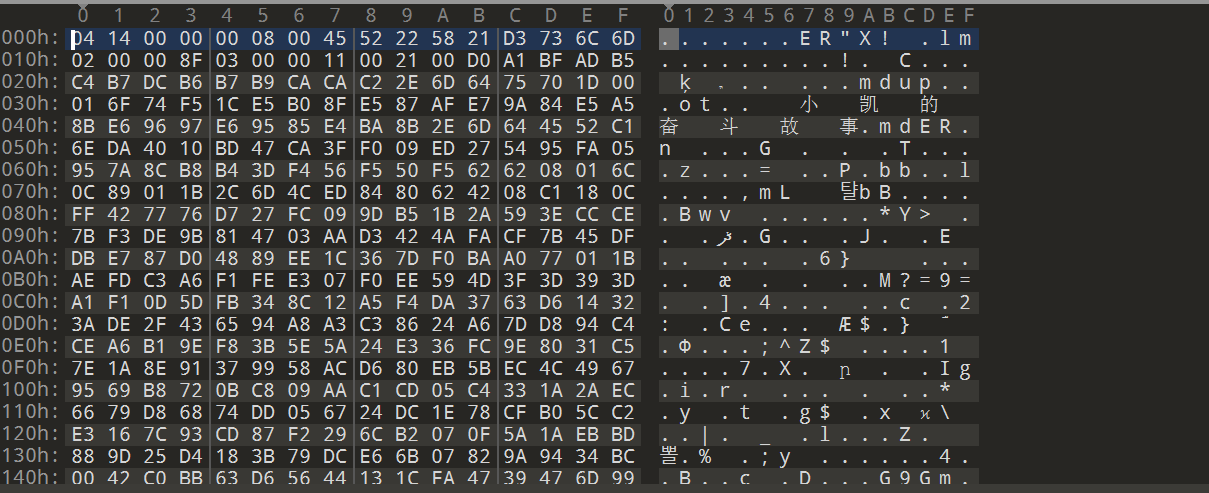 0 1 2 3 4 5 6 7 8 9 A B C D E F 0 1 2 3 4 5 6 7 8 9 A B C D E F
000h: 04 14 00 00 00 08 00 45 52 22 58 21 D3 73 6C 6D . . . . . . . E R " X ! . l m
010h: 02 00 00 8F 03 00 00 11 00 21 00 D0 A1 BF AD B5 . . . . . . . . . ! . C . . .
020h: C4 B7 DC B6 B7 B9 CA CA C2 2E 6D 64 75 70 1D 00 . . . . m d u p . .
030h: 01 6F 74 F5 1C E5 B0 8F E5 87 AF E7 9A 84 E5 A5 . o t . . 小 凯 的
040h: 8B E6 96 97 E6 95 85 E4 BA 8B 2E 6D 64 45 52 C1 奋 斗 故 事 . m d E R .
050h: 6E DA 40 10 BD 47 CA 3F F0 09 ED 27 54 95 FA 05 n . . . G . . T . . .
060h: 95 7A 8C B8 B4 3D F4 56 F5 50 F5 62 62 08 01 6C . z . . . = . . P . b b . . l
070h: 0C 89 01 1B 2C 6D 4C ED 84 80 62 42 08 C1 18 0C . . . . , m L 턀 b B . . . .
080h: FF 42 77 76 D7 27 FC 09 9D B5 1B 2A 59 3E CC CE . B w v . . . . . . * Y > .
090h: 7B F3 DE 9B 81 47 03 AA D3 42 4A FA CF 7B 45 DF . . . G . . . J . . E
0A0h: DB E7 87 D0 48 89 EE 1C 36 7D F0 BA A0 77 01 1B . . . . . . 6 } . . . .
0B0h: AE FD C3 A6 F1 FE E3 07 F0 EE 59 4D 3F 3D 39 3D . . æ . . . . . . . M ? = 9 =
0C0h: A1 F1 0D 5D FB 34 8C 12 A5 F4 DA 37 63 D6 14 32 . . . ] . 4 . . . . . c . 2
0D0h: 3A DE 2F 43 65 94 A8 A3 C3 86 24 A6 7D D8 94 C4 : . C e . . . Æ $ . }
0E0h: CE A6 B1 9E F8 3B 5E 5A 24 E3 36 FC 9E 80 31 C5 . Φ . . . ; ^ Z $ . . . . 1
0F0h: 7E 1A 8E 91 37 99 58 AC D6 80 EB 5B EC 4C 49 67 . . . . 7 . X . ր . . I g
100h: 95 69 B8 72 0B C8 09 AA C1 CD 05 C4 33 1A 2A EC . i . r . . . . . . *
110h: 66 79 D8 68 74 DD 05 67 24 DC 1E 78 CF B0 5C C2 . y . t . g $ . x ϰ \
120h: E3 16 7C 93 CD 87 F2 29 6C B2 07 0F 5A 1A EB BD . . | . . l . . . Z .
130h: 88 9D 25 D4 18 3B 79 DC E6 6B 07 82 9A 94 34 BC 뽈 . % . ; y . . . . . . 4 .
140h: 00 42 C0 BB 63 D6 56 44 13 1C FA 47 39 47 6D 99 . B . . c . D . . . G 9 G m .